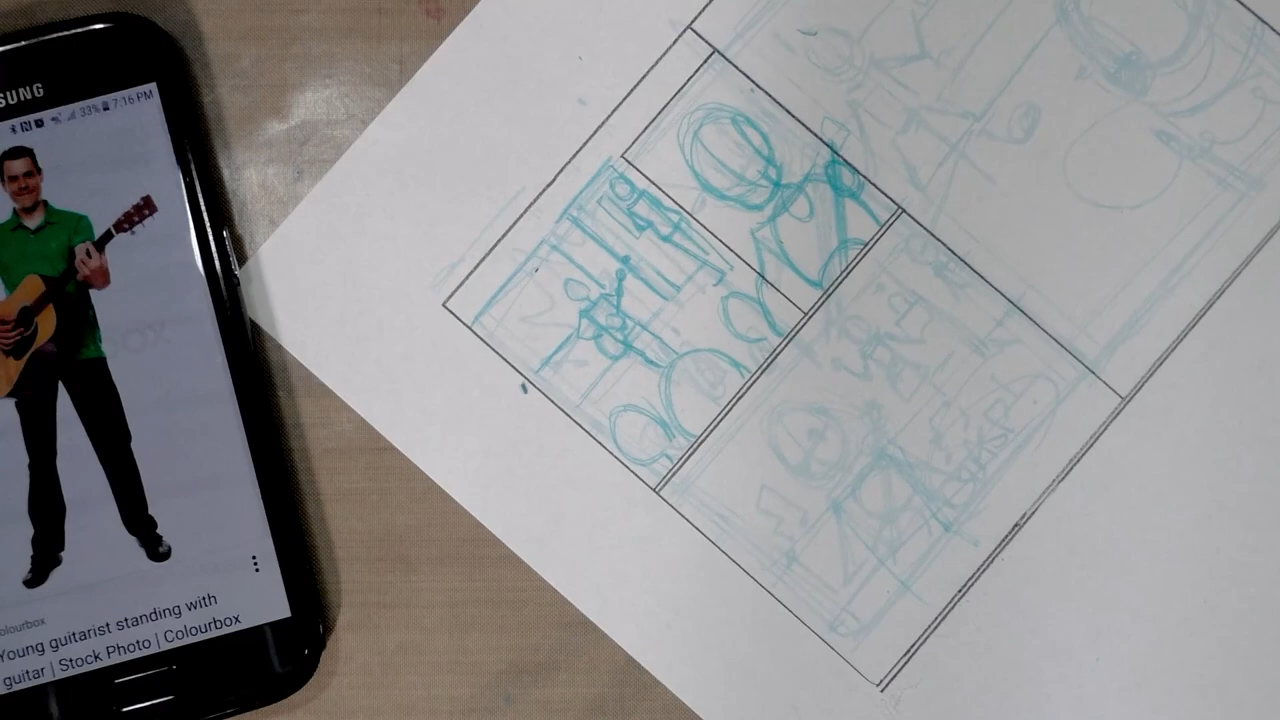 SUNG
33% 7:16 PM
olourbox
Young guitarist standing with
guitar | Stock Photo | Colourbox